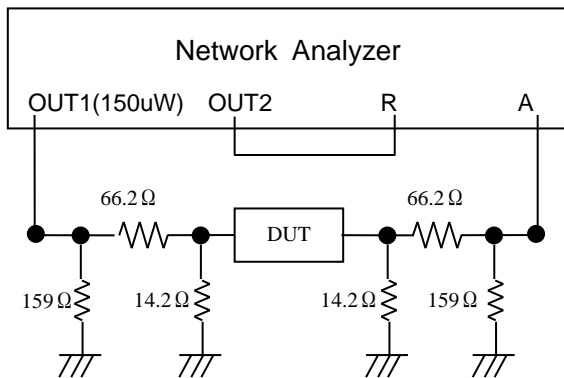 Network Analyzer
OUT1(150uW) OUT2 R A
66.2Ω 66.2Ω
DUT
159Ω 14.2Ω 14.2Ω 159Ω